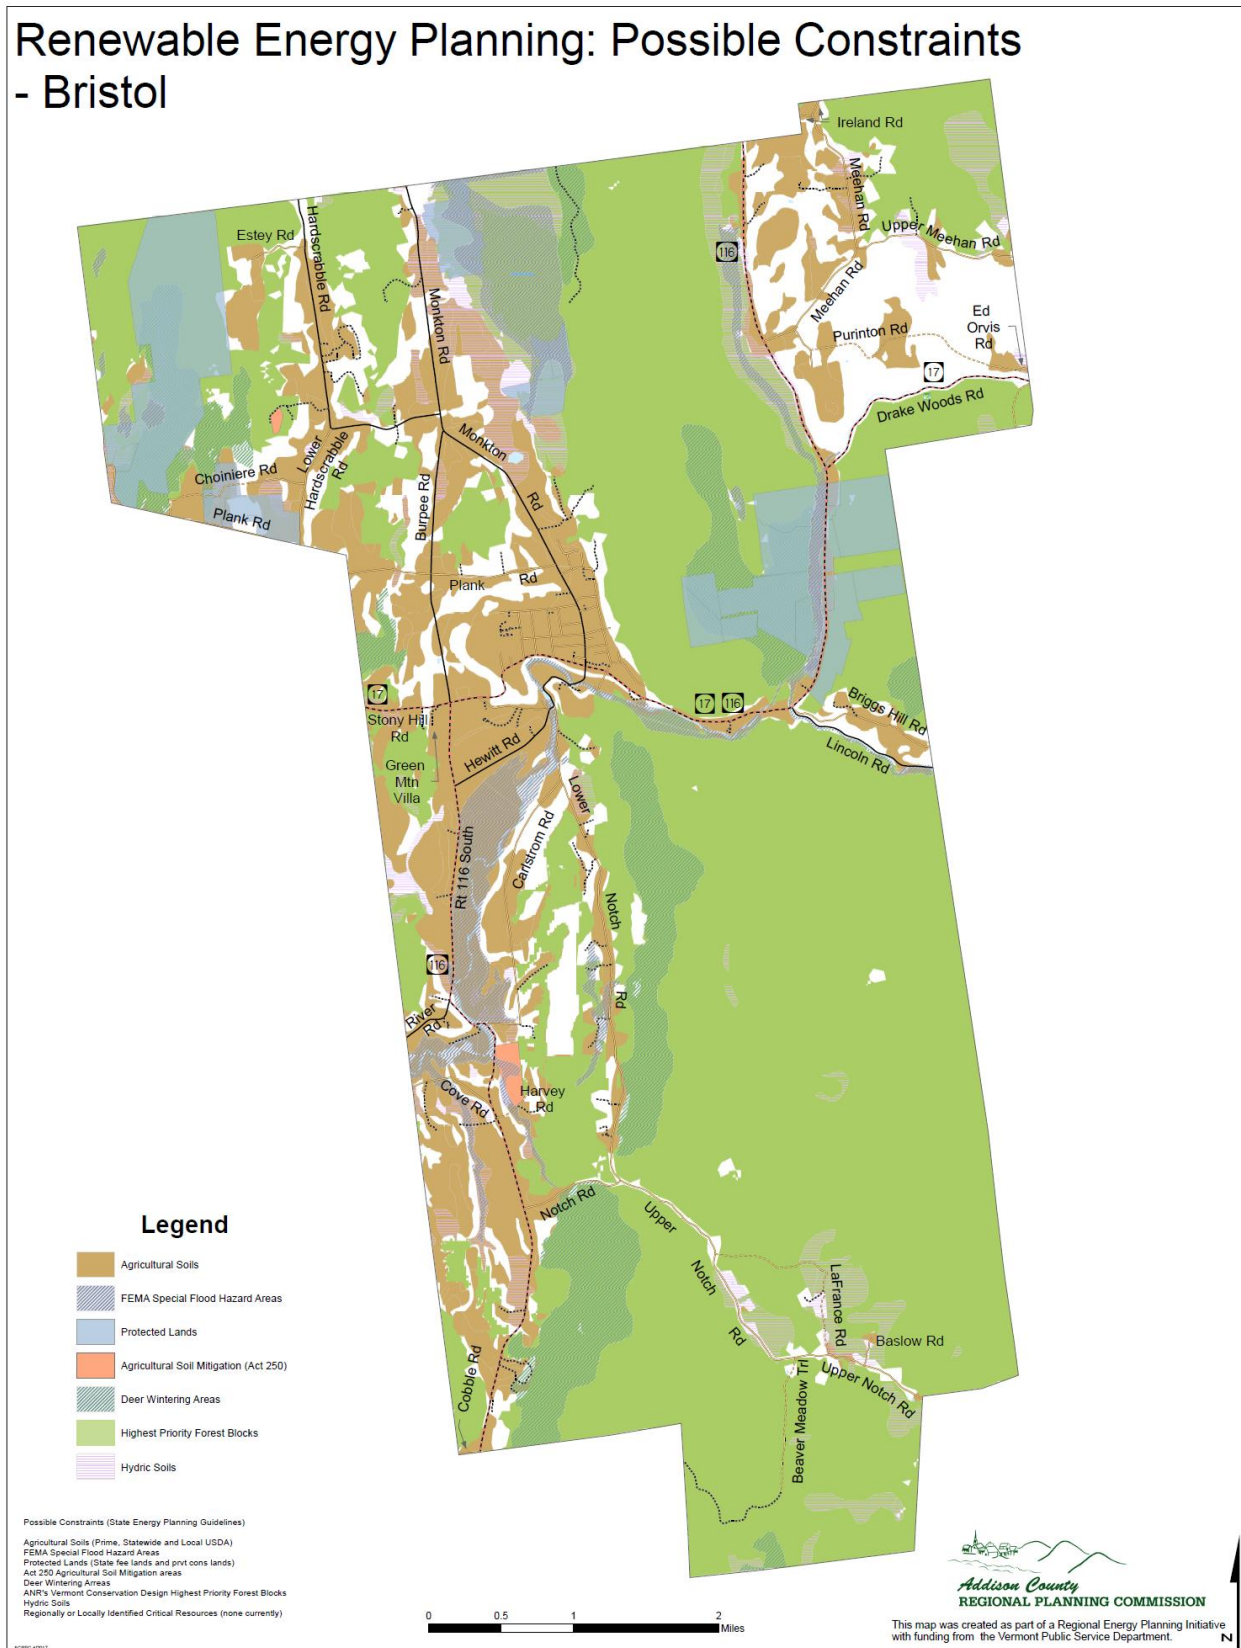 Renewable Energy Planning: Possible Constraints
- Bristol
Ireland Rd
Meehan Rd
Upper Meehan Rd
Estey Rd
Hardscrabble Rd
116
Meehan Rd
Monkton Rd
Ed
Orvis
Rd
Purinton Rd
17
Drake Woods Rd
Lower
Hardscrabble
Rd
Monkton
Rd
Choiniere Rd
Burpee Rd
Plank Rd
Plank
Rd
17
17
116
Briggs Hill Rd
Stony Hill
Rd
Hewitt Rd
Lincoln Rd
Green
Mtn
Villa
Lower
Carlstrom Rd
Rt 116 South
Notch
Rd
116
River
Rd
Harvey
Rd
Cove Rd
Notch Rd
Upper
Notch
Rd
LaFrance Rd
Baslow Rd
Upper Notch Rd
Beaver Meadow Trl
Cobble Rd
Legend
Agricultural Soils
FEMA Special Flood Hazard Areas
Protected Lands
Agricultural Soil Mitigation (Act 250)
Deer Wintering Areas
Highest Priority Forest Blocks
Hydric Soils
Possible Constraints (State Energy Planning Guidelines)
Agricultural Soils (Prime, Statewide and Local USDA)
FEMA Special Flood Hazard Areas
Protected Lands (State fee lands and pvt cons lands)
Act 250 Agricultural Soil Mitigation areas
Deer Wintering Arreas
ANR's Vermont Conservation Design Highest Priority Forest Blocks
Hydric Soils
Regionally or Locally Identified Critical Resources (none currently)
0 0.5 1 2
Miles
Addison County
REGIONAL PLANNING COMMISSION
This map was created as part of a Regional Energy Planning Initiative
with funding from the Vermont Public Service Department.
N